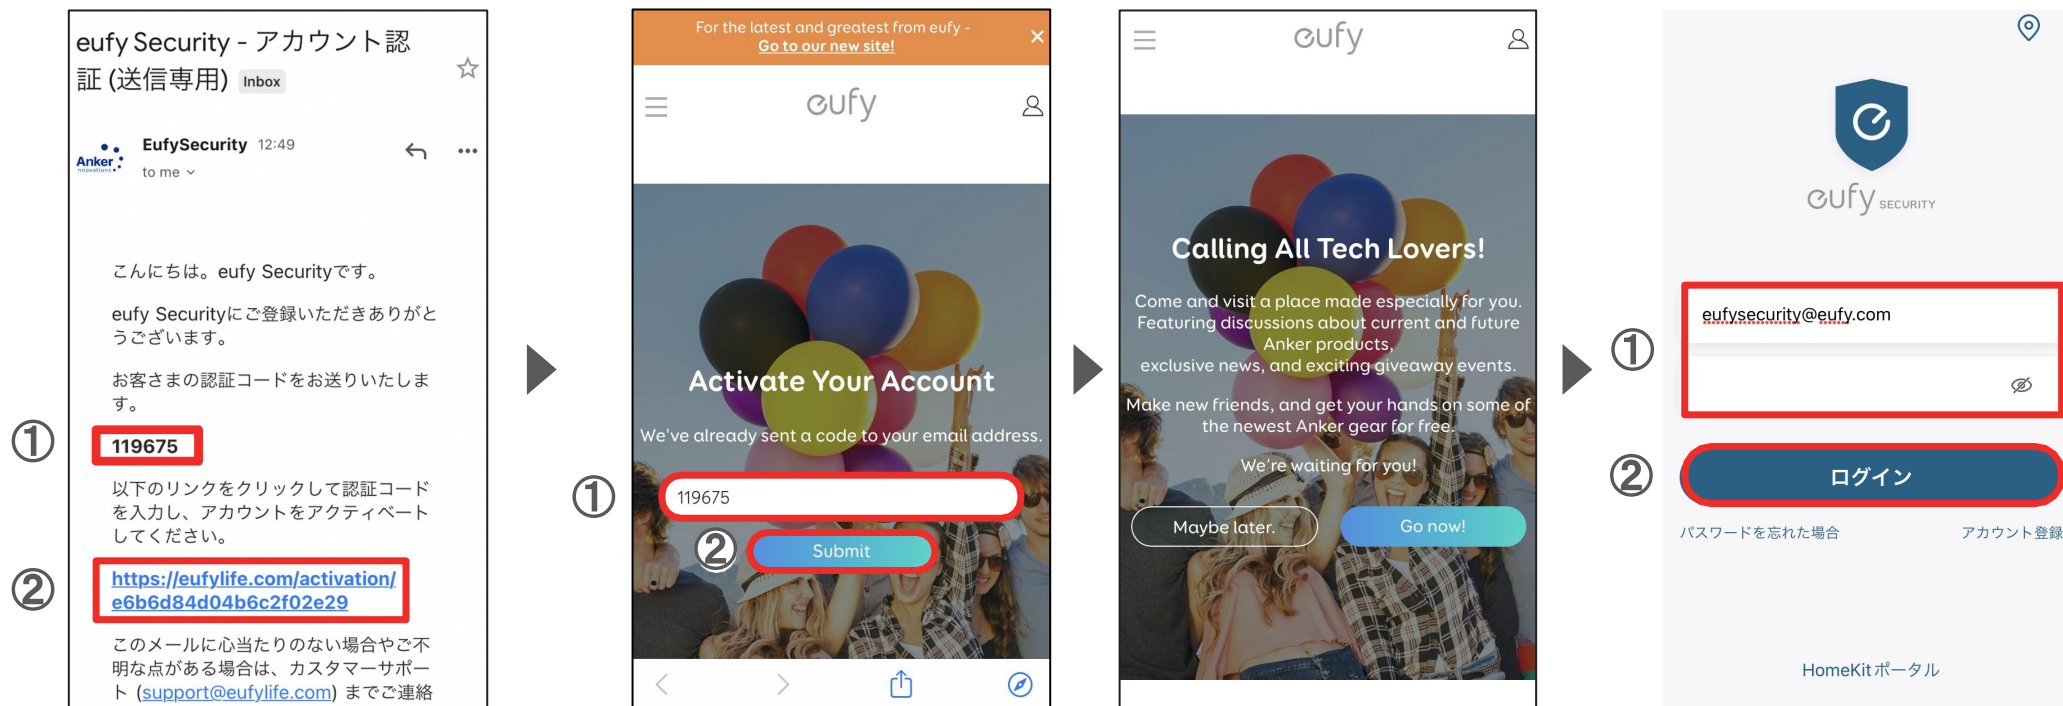 eufy Security - アカウント認
証 (送信専用) Inbox
Anker
EufySecurity 12:49
to me
こんにちは。eufy Securityです。
eufy Securityにご登録いただきありがと
うございます。
お客さまの認証コードをお送りいたしま
す。
① 119675
以下のリンクをクリックして認証コード
を入力し、アカウントをアクティベート
してください。
② https://eufylife.com/activation/
e6b6d84d04b6c2f02e29
このメールに心当たりのない場合やご不
明な点がある場合は、カスタマーサポー
ト (support@eufylife.com) までご連絡
For the latest and greatest from eufy -
Go to our new site!
eufy
Activate Your Account
We've already sent a code to your email address.
① 119675
② Submit
eufy
Calling All Tech Lovers!
Come and visit a place made especially for you.
Featuring discussions about current and future
Anker products,
exclusive news, and exciting giveaway events.
Make new friends, and get your hands on some of
the newest Anker gear for free.
We're waiting for you!
Maybe later. Go now!
eufy SECURITY
① eufysecurity@eufy.com
② ログイン
パスワードを忘れた場合 アカウント登録
HomeKitポータル